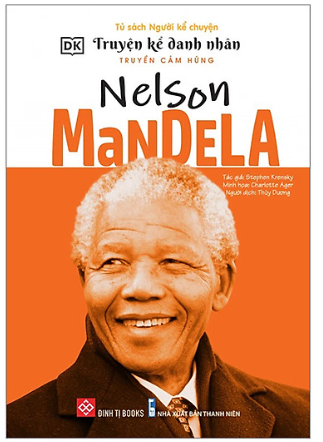 Tủ sách Người kể chuyện
DK
Truyện kể danh nhân
TRUYỀN CẢM HỨNG
Nelson
MaNDELA
Tác giả: Stephen Krensky
Minh họa: Charlotte Ager
Người dịch: Thùy Dương
ĐINH TỊ BOOKS
NHÀ XUẤT BẢN THANH NIÊN